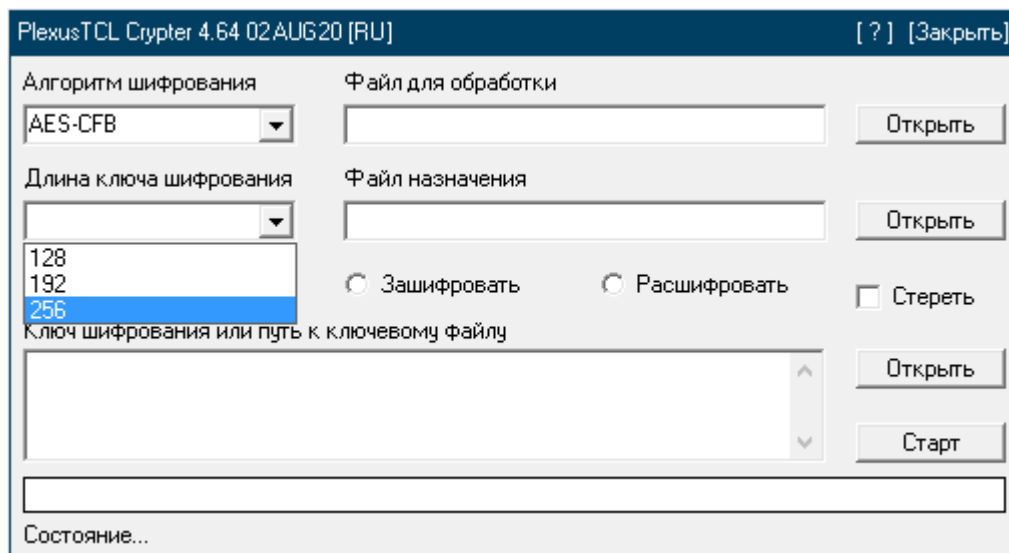 PlexusTCL Crypter 4.64 02AUG20 [RU] [ ? ] [Закрыть]
Алгоритм шифрования Файл для обработки
AES-CFB Открыть
Длина ключа шифрования Файл назначения
Открыть
128
192 Зашифровать Расшифровать Стереть
256
Ключ шифрования или путь к ключевому файлу
Открыть
Старт
Состояние...